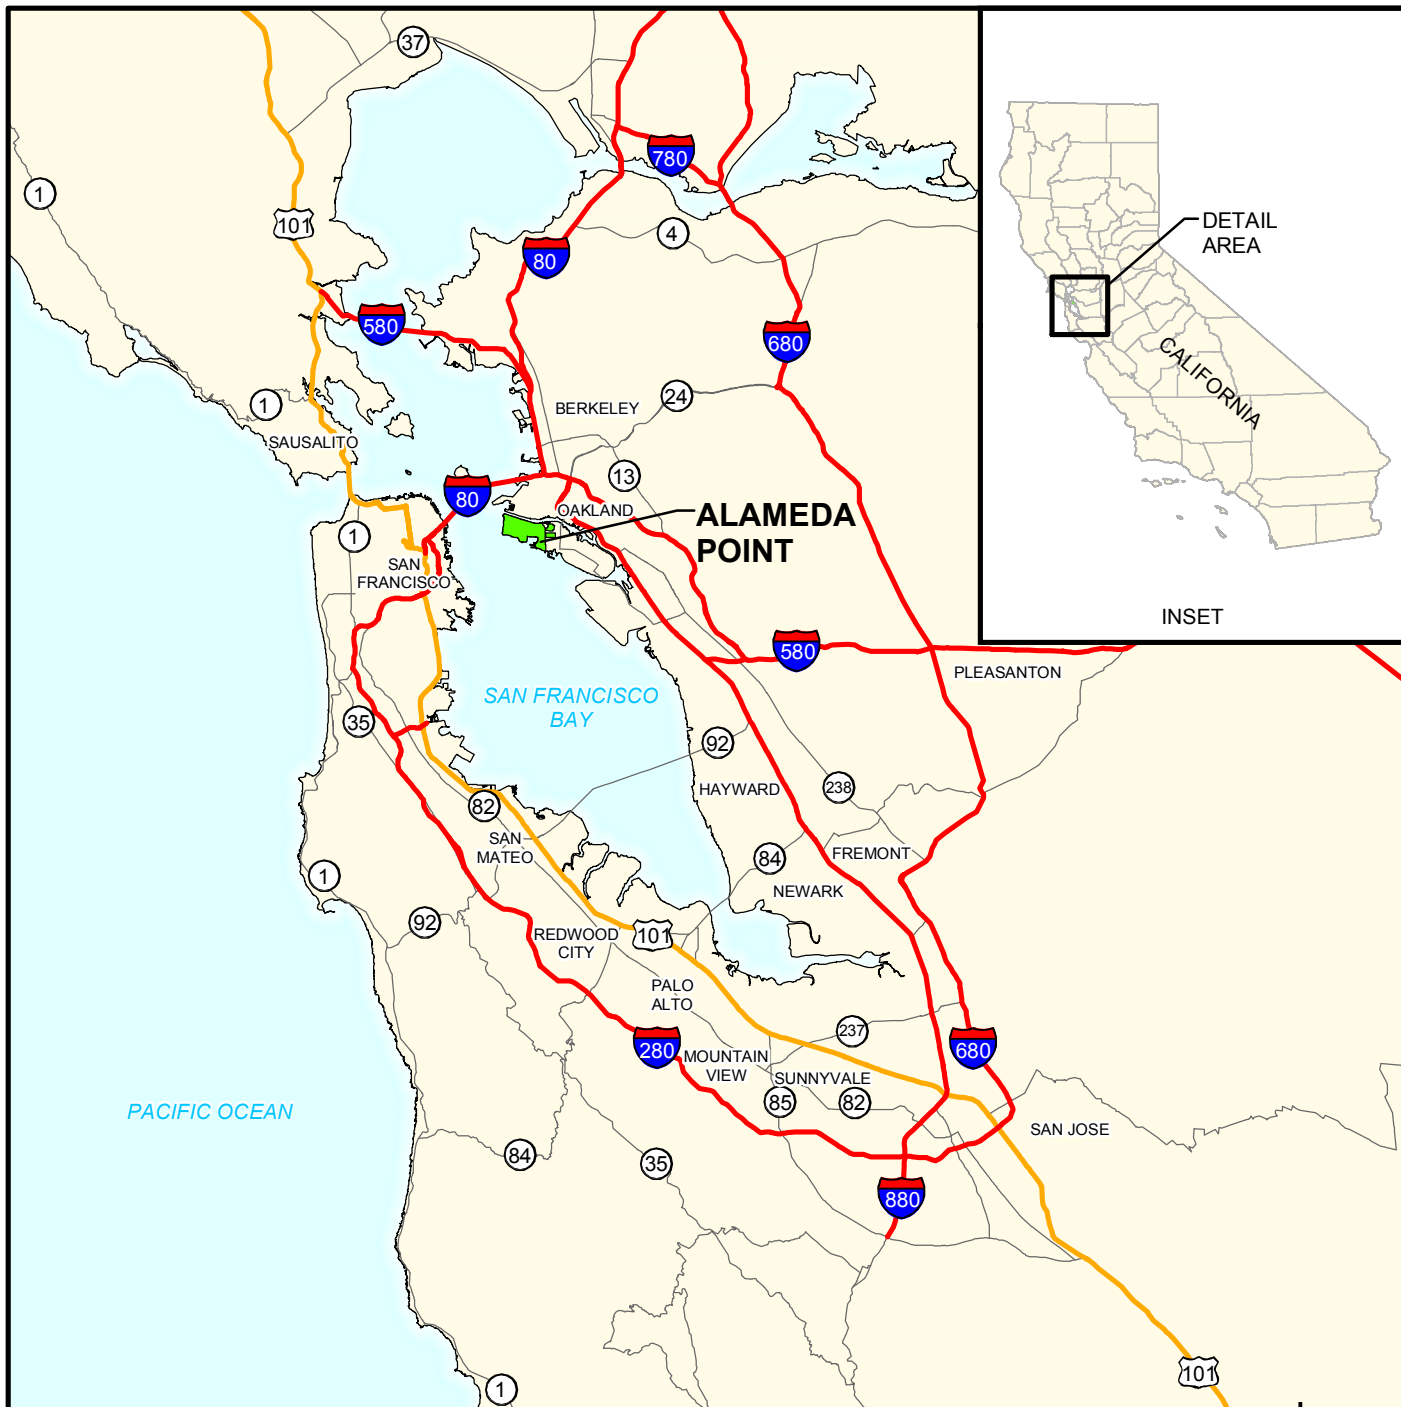 37
780
1
101
4
80
DETAIL
AREA
580
680
CALIFORNIA
24
1
BERKELEY
SAUSALITO
13
80
OAKLAND
ALAMEDA
POINT
1
SAN
FRANCISCO
INSET
580
PLEASANTON
SAN FRANCISCO
BAY
35
92
HAYWARD
238
82
SAN
MATEO
84
FREMONT
1
NEWARK
92
REDWOOD
CITY
101
PALO
ALTO
237
280
MOUNTAIN
VIEW
680
SUNNYVALE
85
82
PACIFIC OCEAN
SAN JOSE
84
35
880
101
1